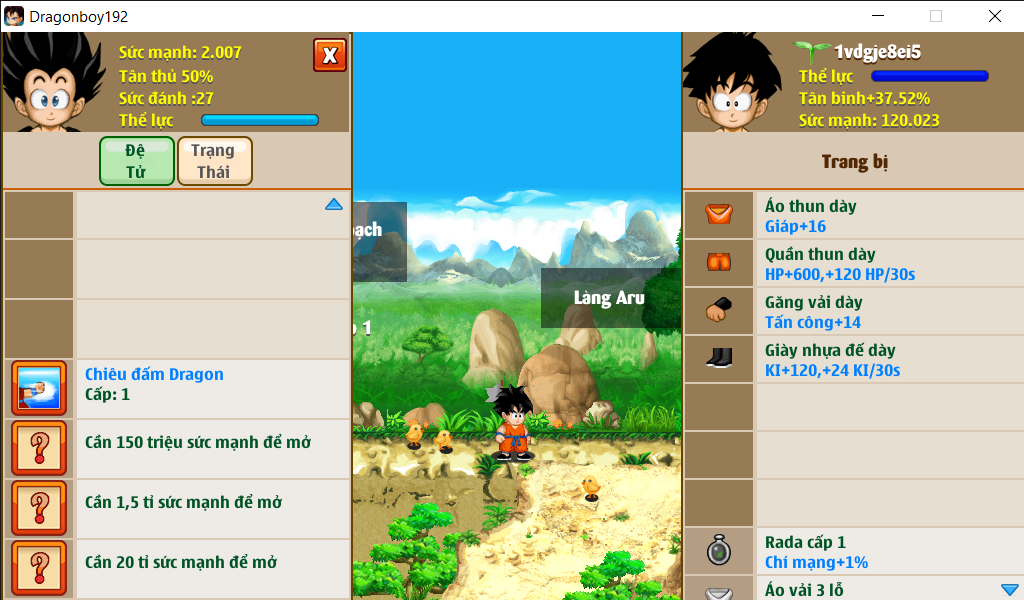 Dragonboy192
Sức mạnh: 2.007
Tân thủ 50%
Sức đánh :27
Thể lực
X
Đệ
Tử
Trạng
Thái
Chiêu đấm Dragon
Cấp: 1
Cần 150 triệu sức mạnh để mở
Cần 1,5 tỉ sức mạnh để mở
Cần 20 tỉ sức mạnh để mở
ạch
1
Làng Aru
1vdgje8ei5
Thể lực
Tân binh+37.52%
Sức mạnh: 120.023
Trang bị
Áo thun dày
Giáp+16
Quần thun dày
HP+600,+120 HP/30s
Găng vải dày
Tấn công+14
Giày nhựa đế dày
KI+120,+24 KI/30s
Rada cấp 1
Chí mạng+1%
Áo vải 3 lỗ